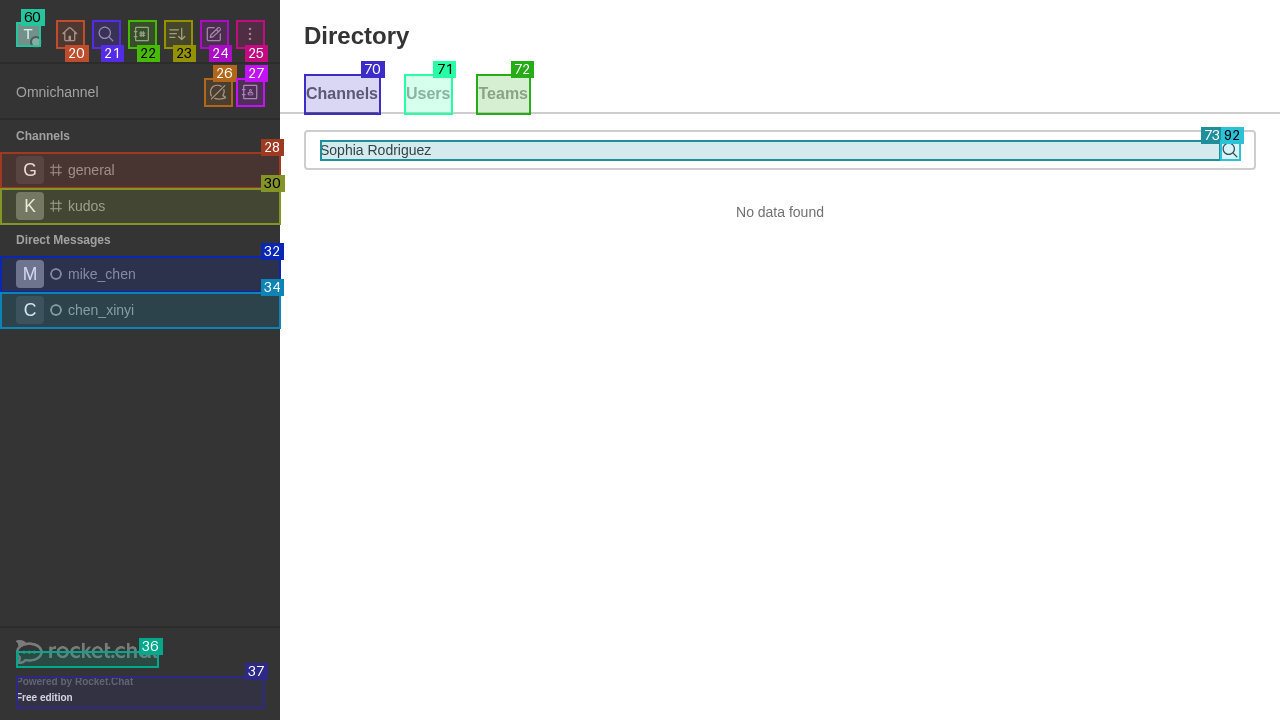 60
T
20
21
22
23
24
25
Omnichannel
26
27
Channels
28
G general
30
K kudos
Direct Messages
32
M mike_chen
34
C chen_xinyi
36
rocket.chat
37
Powered by Rocket.Chat
Free edition
Directory
70
71
72
Channels
Users
Teams
73
92
Sophia Rodriguez
No data found